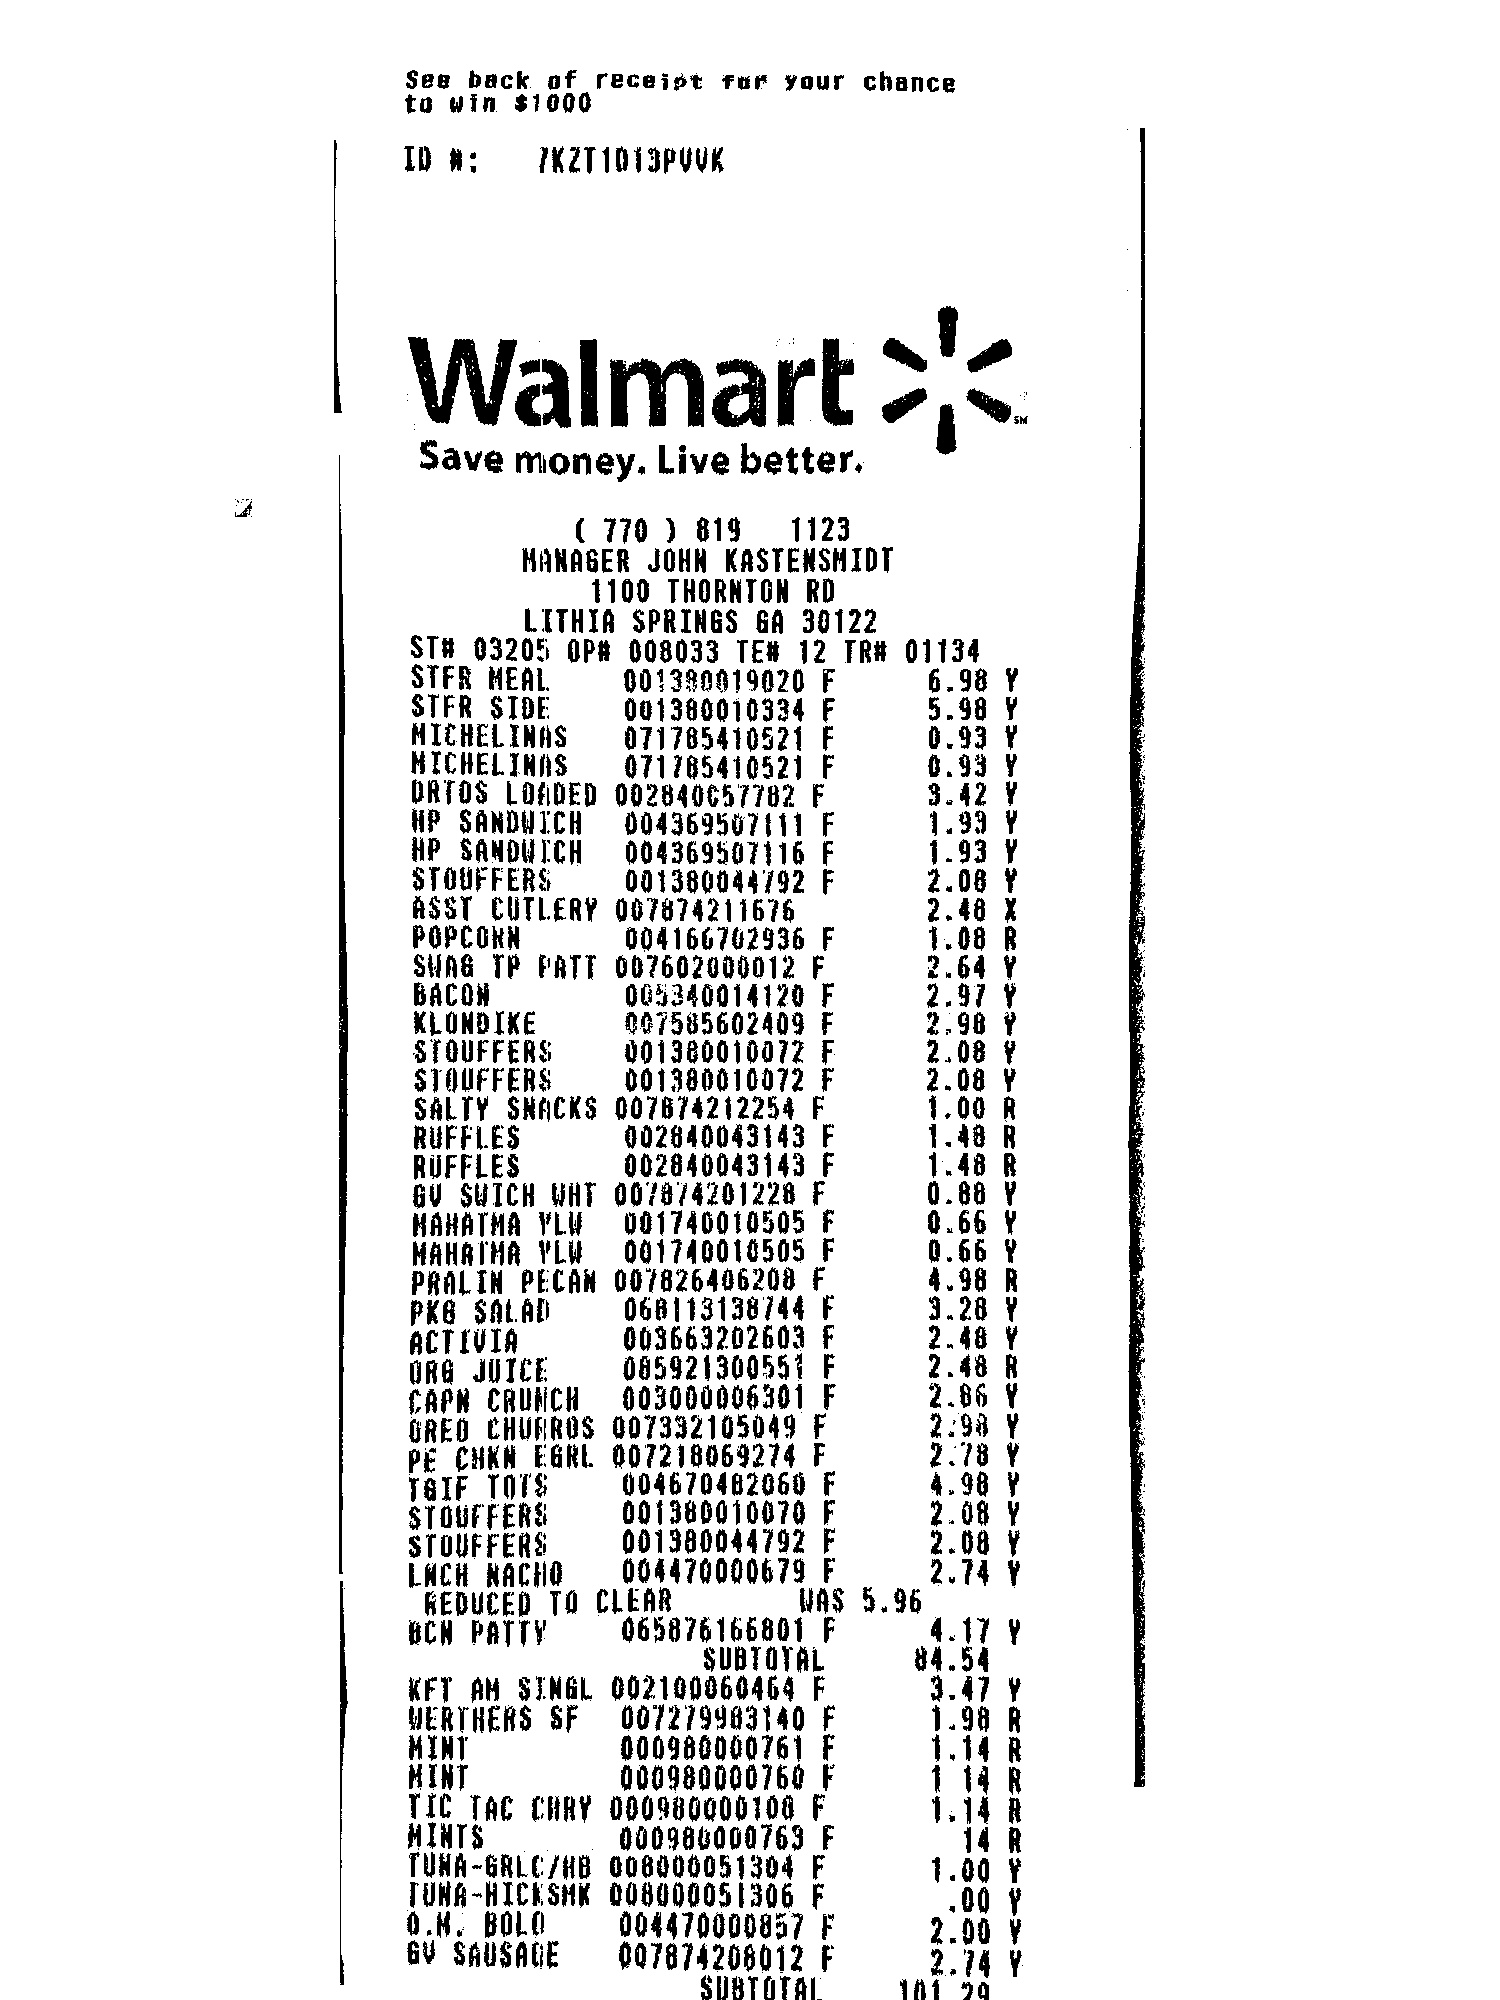 See back of receipt for your chance
to win $1000
ID #: 7KZT1D13PVVK
Walmart
Save money. Live better.
( 770 ) 819 1123
MANAGER JOHN KASTENSMIDT
1100 THORNTON RD
LITHIA SPRINGS GA 30122
ST# 03205 OP# 008033 TE# 12 TR# 01134
STFR MEAL 001380019020 F 6.98 Y
STFR SIDE 001380010334 F 5.98 Y
MICHELINAS 071785410521 F 0.93 Y
MICHELINAS 071785410521 F 0.93 Y
DRTOS LOADED 002840057782 F 3.42 Y
HP SANDWICH 004369507111 F 1.93 Y
HP SANDWICH 004369507116 F 1.93 Y
STOUFFERS 001380044792 F 2.08 Y
ASST CUTLERY 007874211676 2.48 X
POPCORN 004166702936 F 1.08 R
SWAG TP PATT 007602000012 F 2.64 Y
BACON 005340014120 F 2.97 Y
KLONDIKE 007585602409 F 2.98 Y
STOUFFERS 001380010072 F 2.08 Y
STOUFFERS 001380010072 F 2.08 Y
SALTY SNACKS 007874212254 F 1.00 R
RUFFLES 002840043143 F 1.48 R
RUFFLES 002840043143 F 1.48 R
GV SWICH WHT 007874201228 F 0.88 Y
MAHATMA YLW 001740010505 F 0.66 Y
MAHATMA YLW 001740010505 F 0.66 Y
PRALIN PECAN 007826406208 F 4.98 R
PKG SALAD 068113138744 F 3.28 Y
ACTIVIA 003663202603 F 2.48 Y
ORG JUICE 085921300551 F 2.48 R
CAPN CRUNCH 003000006301 F 2.86 Y
OREO CHURROS 007332105049 F 2.98 Y
PE CHKN EGRL 007218069274 F 2.78 Y
TGIF TOTS 004670482060 F 4.98 Y
STOUFFERS 001380010070 F 2.08 Y
STOUFFERS 001380044792 F 2.08 Y
LNCH NACHO 004470000679 F 2.74 Y
REDUCED TO CLEAR WAS 5.96
BCN PATTY 065876166801 F 4.17 Y
SUBTOTAL 84.54
KFT AM SINGL 002100060464 F 3.47 Y
WERTHERS SF 007279983140 F 1.98 R
MINT 000980000761 F 1.14 R
MINT 000980000760 F 1 14 R
TIC TAC CHRY 000980000108 F 1.14 R
MINTS 000980000763 F 14 R
TUNA-GRLC/HB 008000051304 F 1.00 Y
TUNA-HICKSMK 008000051306 F .00 Y
O.M. BOLO 004470000857 F 2.00 Y
GV SAUSAGE 007874208012 F 2.74 Y
SUBTOTAL 101.29